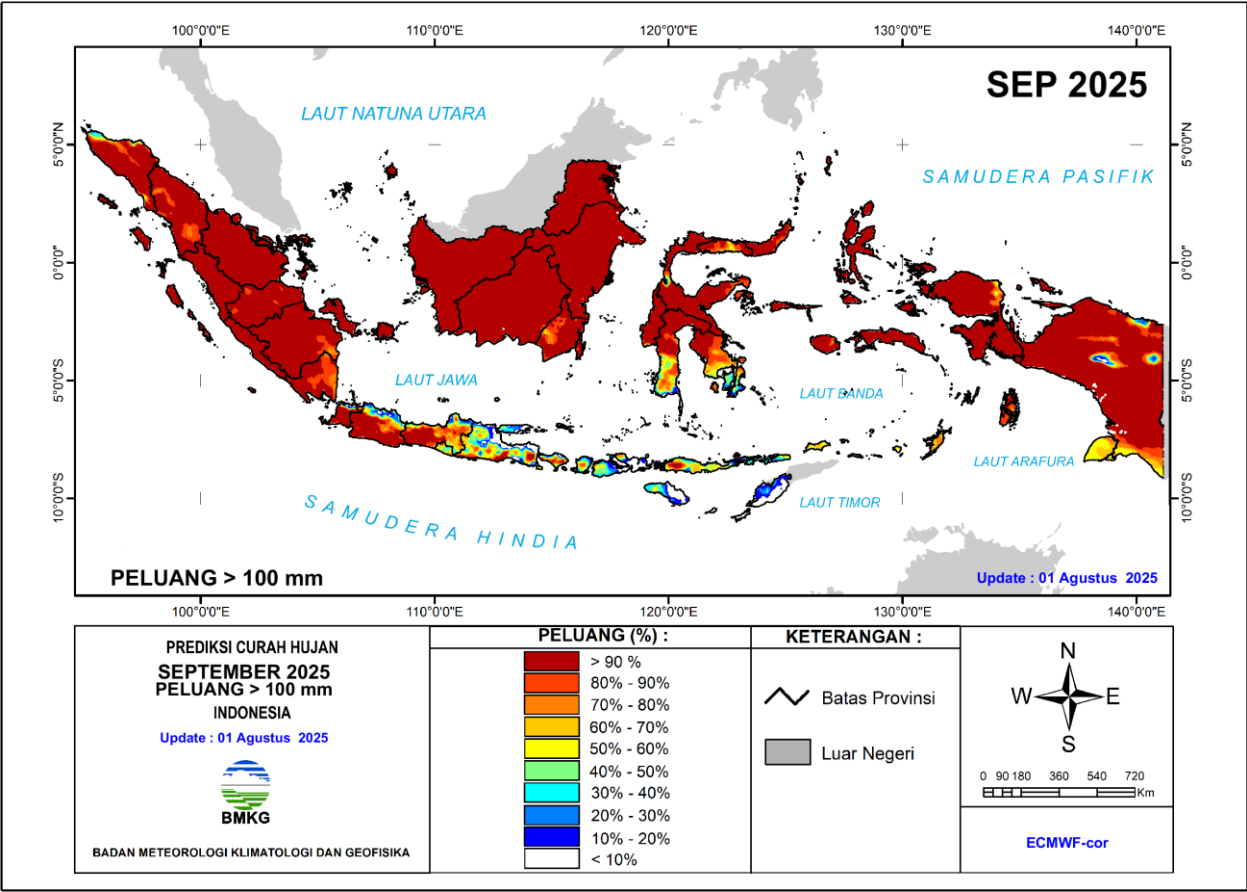 100°0'0"E 110°0'0"E 120°0'0"E 130°0'0"E 140°0'0"E
SEP 2025
LAUT NATUNA UTARA
5°0'0"N 5°0'0"N
SAMUDERA PASIFIK
0°0'0" 0°0'0"
5°0'0"S 5°0'0"S
LAUT JAWA
LAUT BANDA
LAUT ARAFURA
10°0'0"S 10°0'0"S
LAUT TIMOR
SAMUDERA HINDIA
PELUANG > 100 mm
Update : 01 Agustus 2025
100°0'0"E 110°0'0"E 120°0'0"E 130°0'0"E 140°0'0"E
PREDIKSI CURAH HUJAN
SEPTEMBER 2025
PELUANG > 100 mm
INDONESIA
Update : 01 Agustus 2025
BMKG
BADAN METEOROLOGI KLIMATOLOGI DAN GEOFISIKA
PELUANG (%) :
> 90 %
80% - 90%
70% - 80%
60% - 70%
50% - 60%
40% - 50%
30% - 40%
20% - 30%
10% - 20%
< 10%
KETERANGAN :
Batas Provinsi
Luar Negeri
N
W E
S
0 90 180 360 540 720
Km
ECMWF-cor